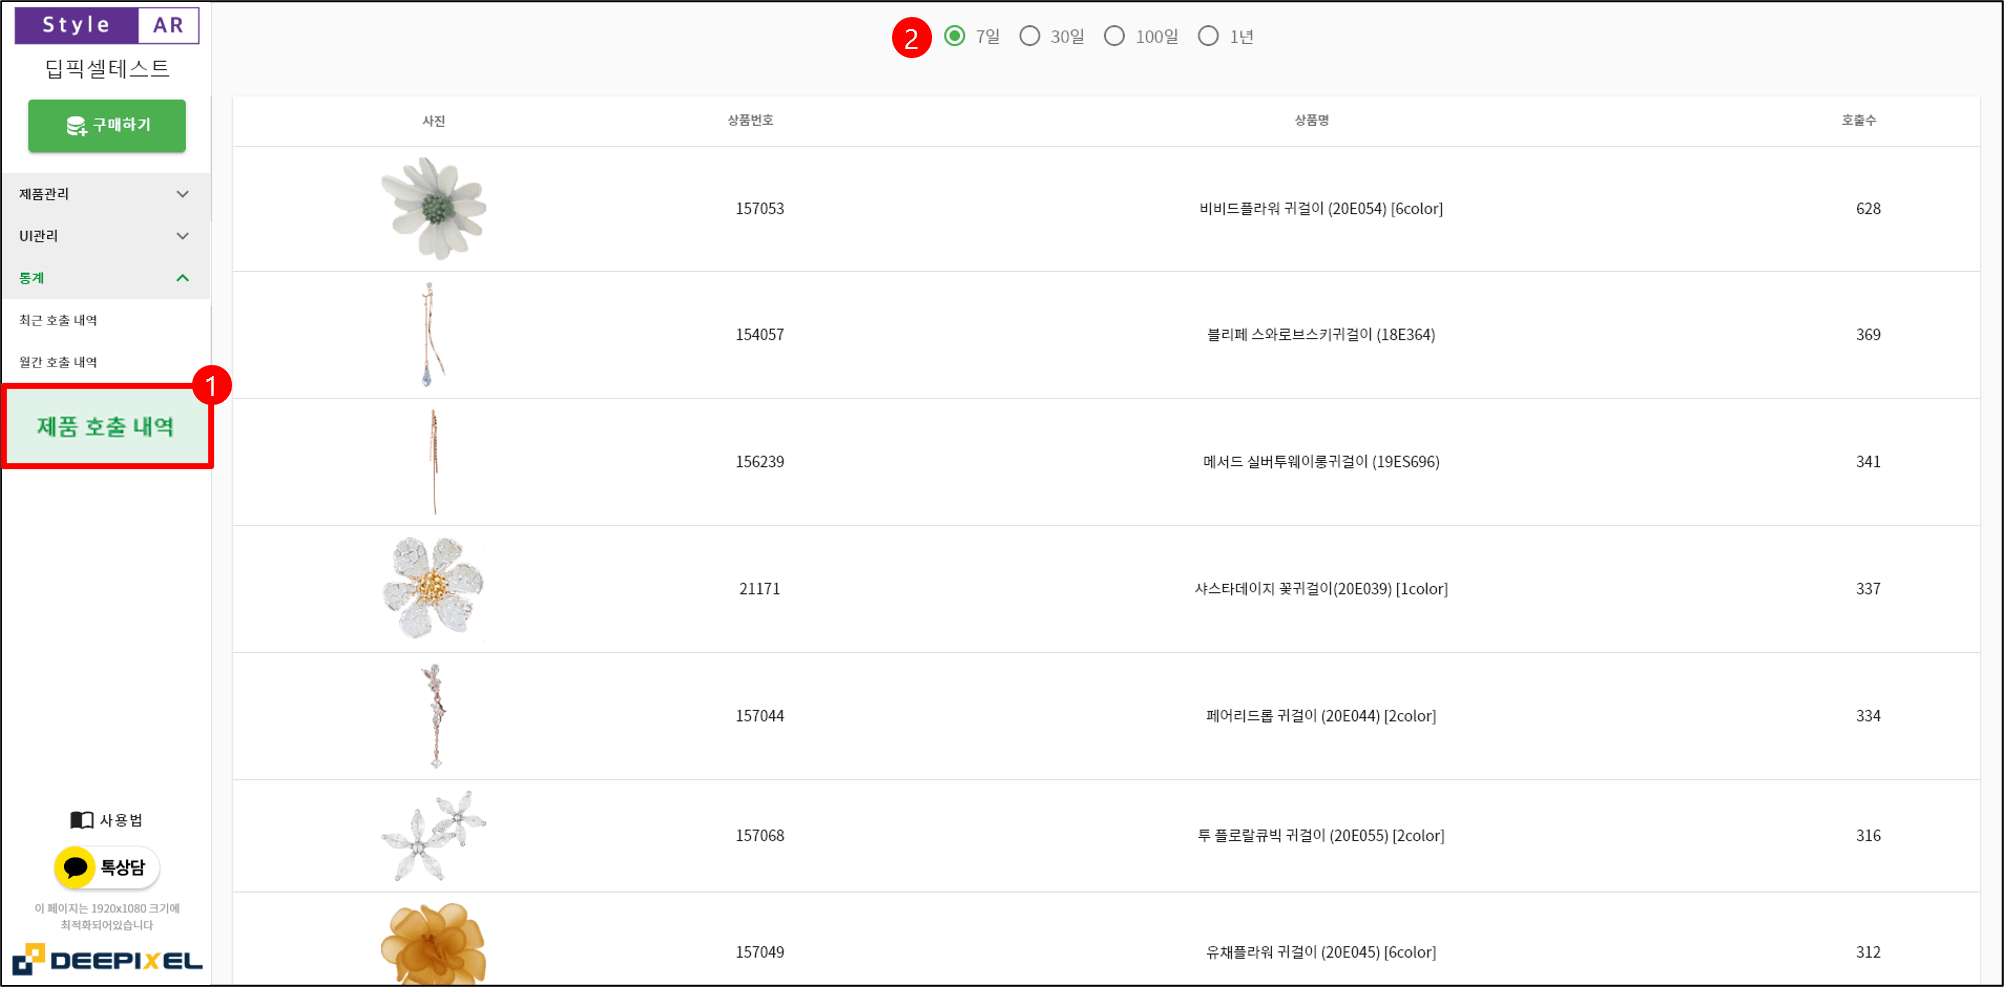 Style AR
딥픽셀테스트
구매하기
제품관리
UI관리
통계
최근 호출 내역
월간 호출 내역
1
제품 호출 내역
사용법
톡상담
이 페이지는 1920x1080 크기에
최적화되어있습니다
DEEPIXEL
2 7일 30일 100일 1년
사진 상품번호 상품명 호출수
157053 비비드플라워 귀걸이 (20E054) [6color] 628
154057 블리페 스와로브스키귀걸이 (18E364) 369
156239 메서드 실버투웨이롱귀걸이 (19ES696) 341
21171 샤스타데이지 꽃귀걸이(20E039) [1color] 337
157044 페어리드롭 귀걸이 (20E044) [2color] 334
157068 투 플로랄큐빅 귀걸이 (20E055) [2color] 316
157049 유채플라워 귀걸이 (20E045) [6color] 312